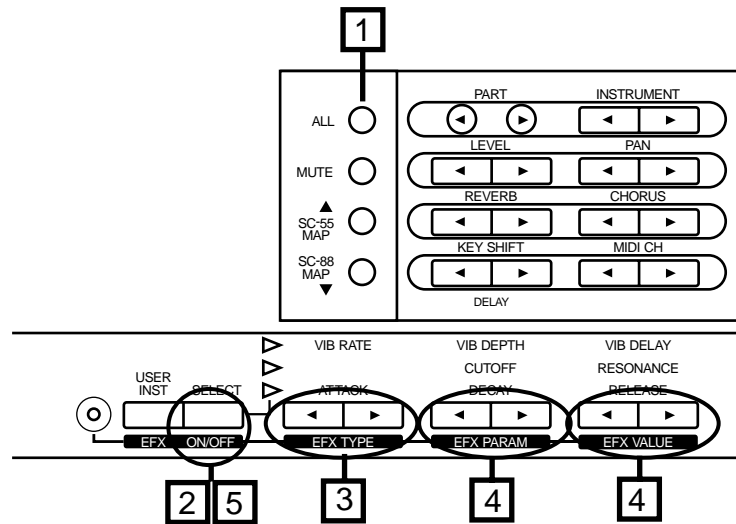 1
PART INSTRUMENT
ALL
LEVEL PAN
MUTE
REVERB CHORUS
SC-55
MAP
KEY SHIFT MIDI CH
SC-88
MAP
DELAY
VIB RATE VIB DEPTH VIB DELAY
CUTOFF RESONANCE
USER
INST SELECT ATTACK DECAY RELEASE
EFX ON/OFF EFX TYPE EFX PARAM EFX VALUE
2 5 3 4 4